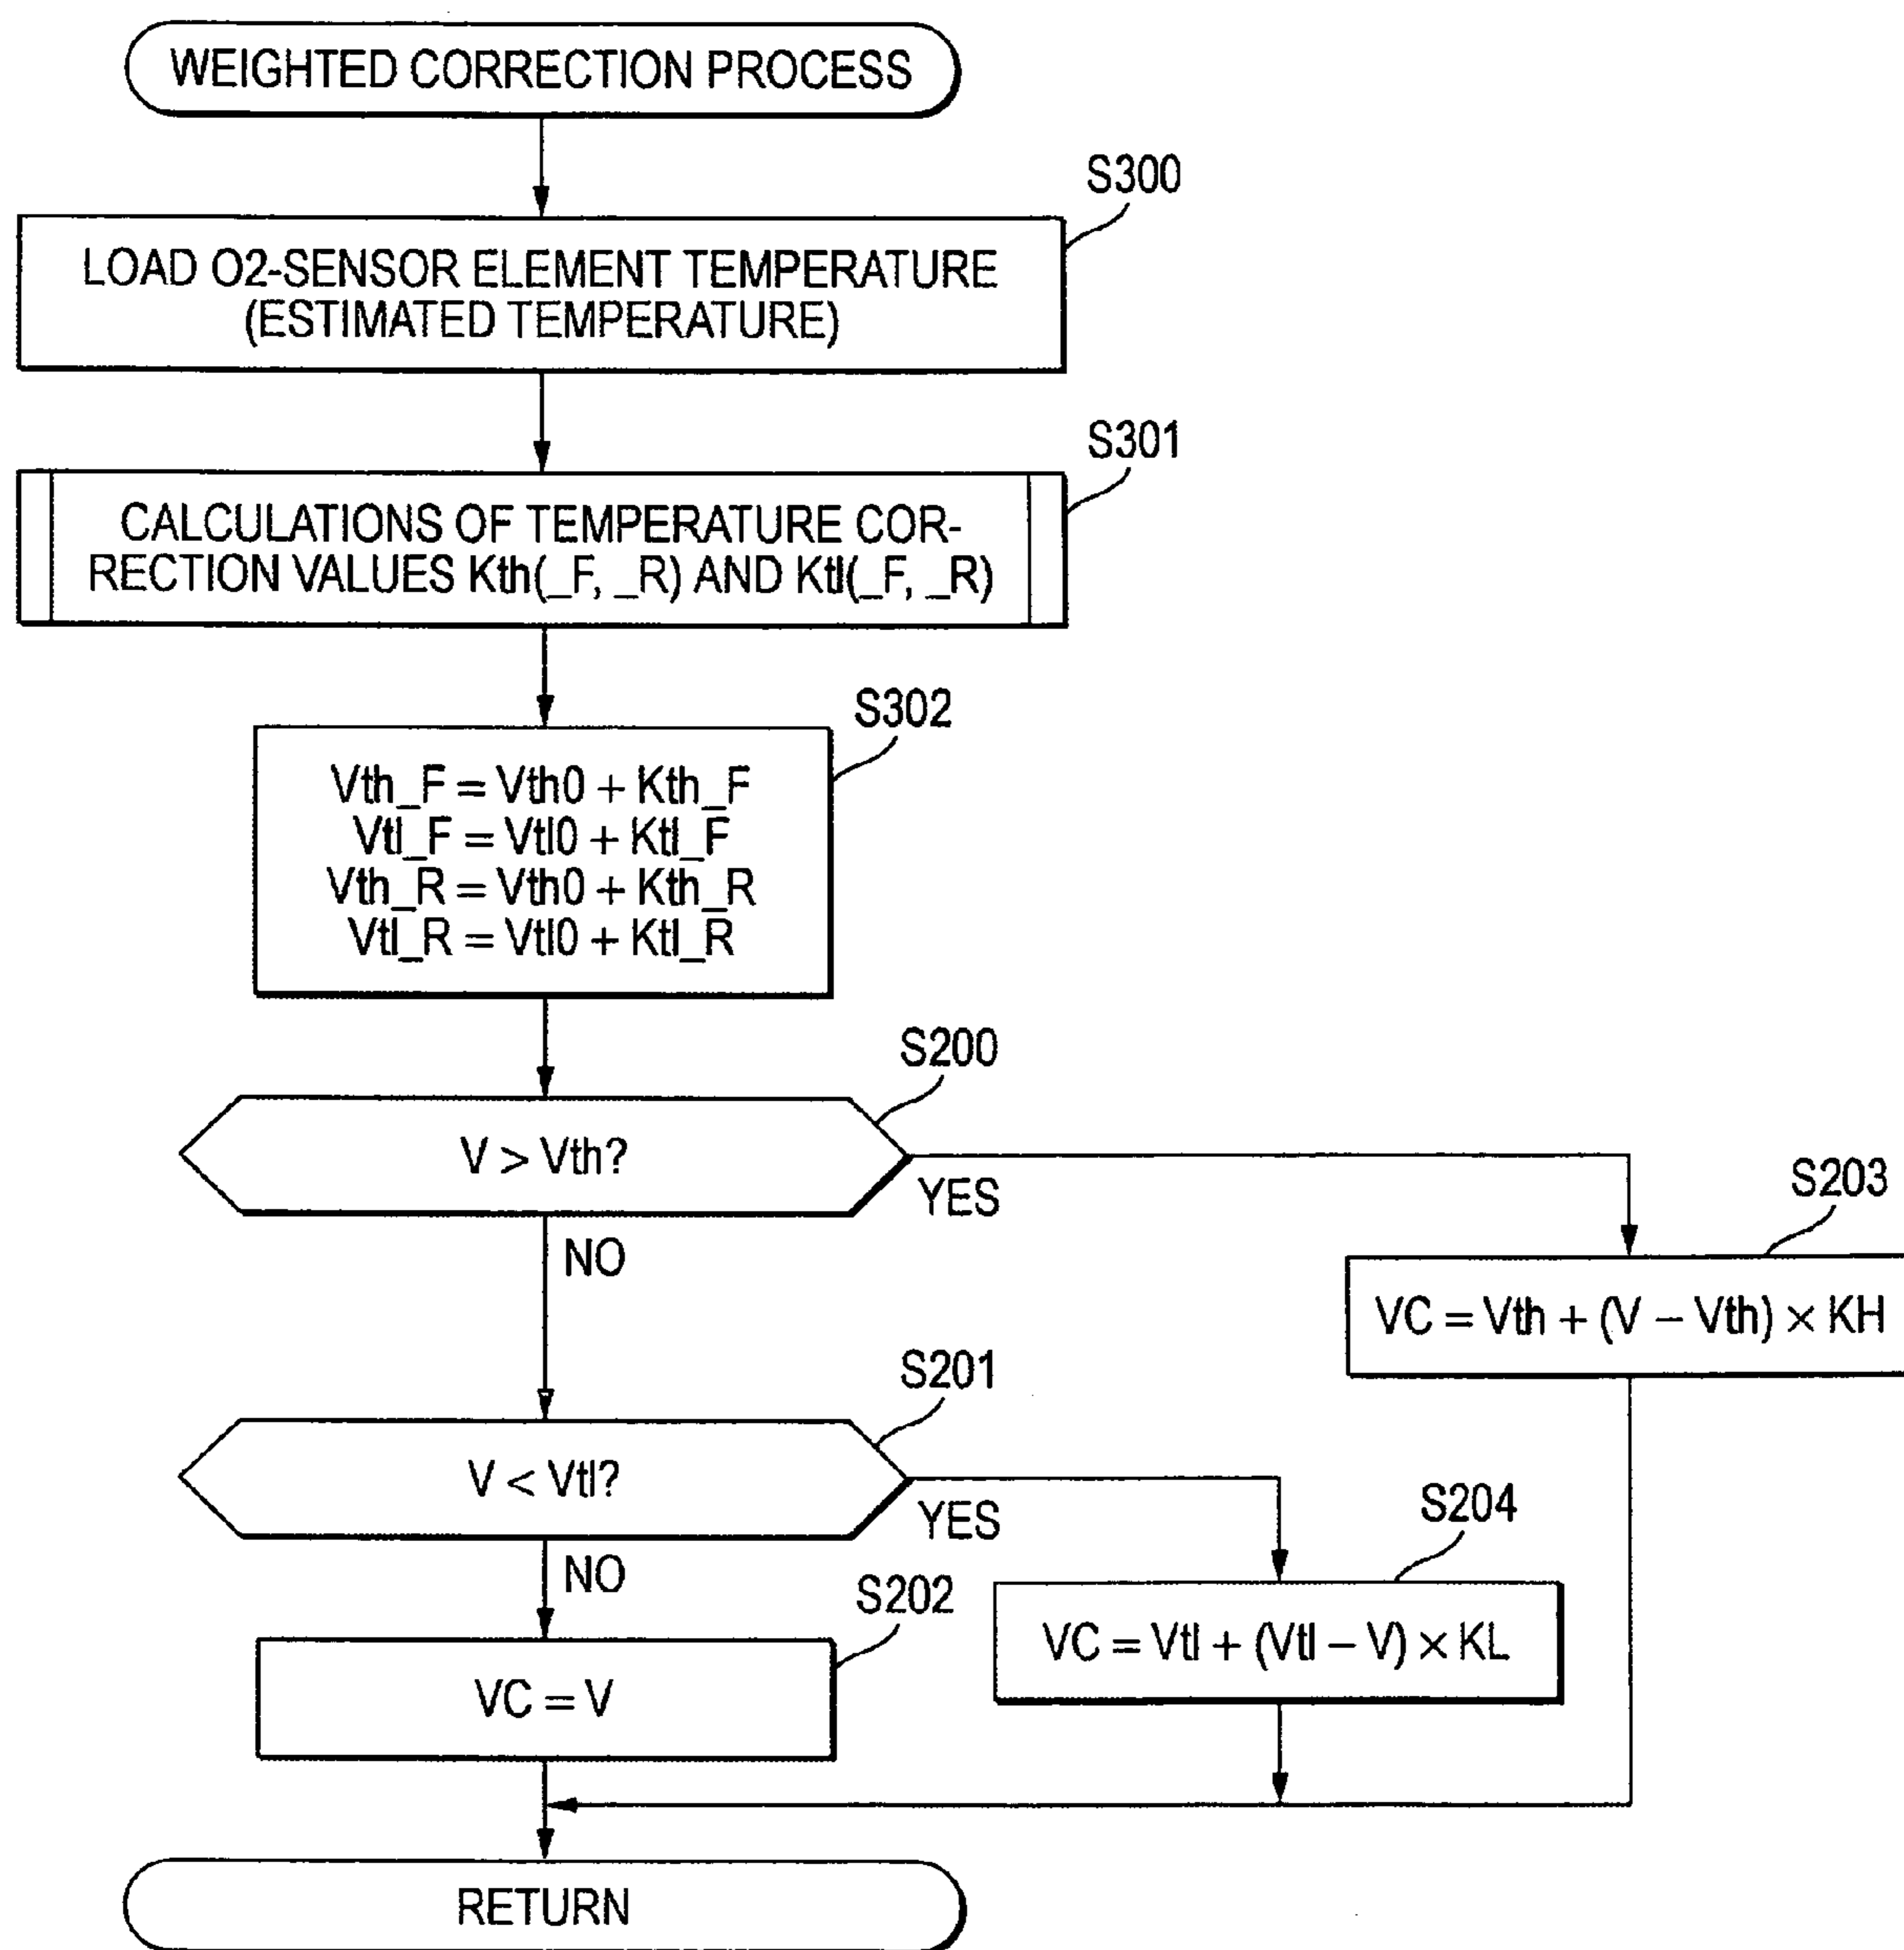 WEIGHTED CORRECTION PROCESS
S300
LOAD O2-SENSOR ELEMENT TEMPERATURE
(ESTIMATED TEMPERATURE)
S301
CALCULATIONS OF TEMPERATURE COR-
RECTION VALUES Kth(_F, _R) AND Ktl(_F, _R)
S302
Vth_F = Vth0 + Kth_F
Vtl_F = Vtl0 + Ktl_F
Vth_R = Vth0 + Kth_R
Vtl_R = Vtl0 + Ktl_R
S200
V > Vth?
YES
NO
S203
VC = Vth + (V – Vth) × KH
S201
V < Vtl?
YES
NO
S204
VC = Vtl + (Vtl – V) × KL
S202
VC = V
RETURN